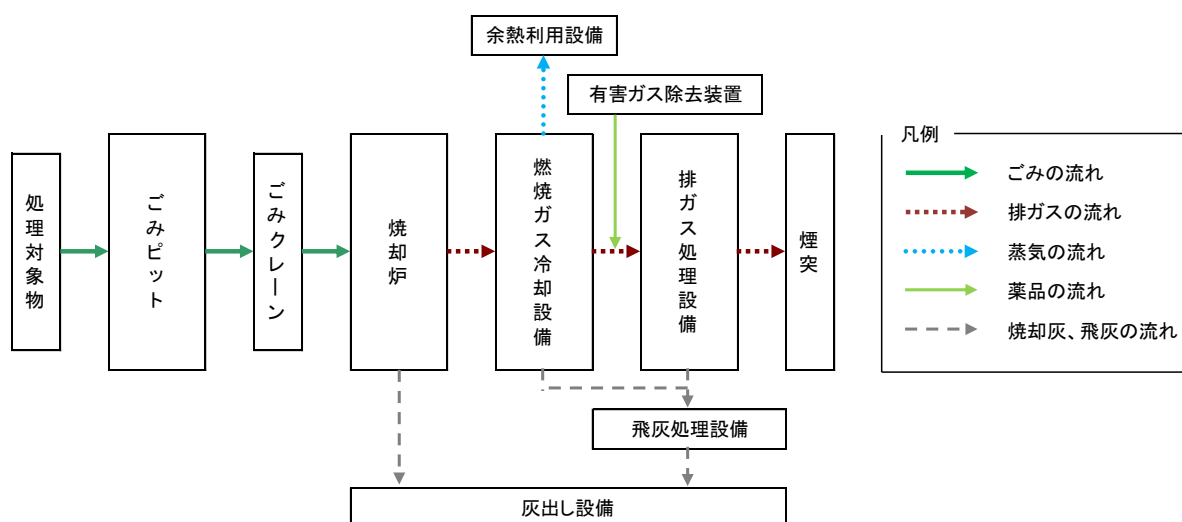 余熱利用設備
有害ガス除去装置
処理対象物
ごみピット
ごみクレーン
焼却炉
燃焼ガス冷却設備
排ガス処理設備
煙突
飛灰処理設備
灰出し設備
凡例
ごみの流れ
排ガスの流れ
蒸気の流れ
薬品の流れ
焼却灰、飛灰の流れ